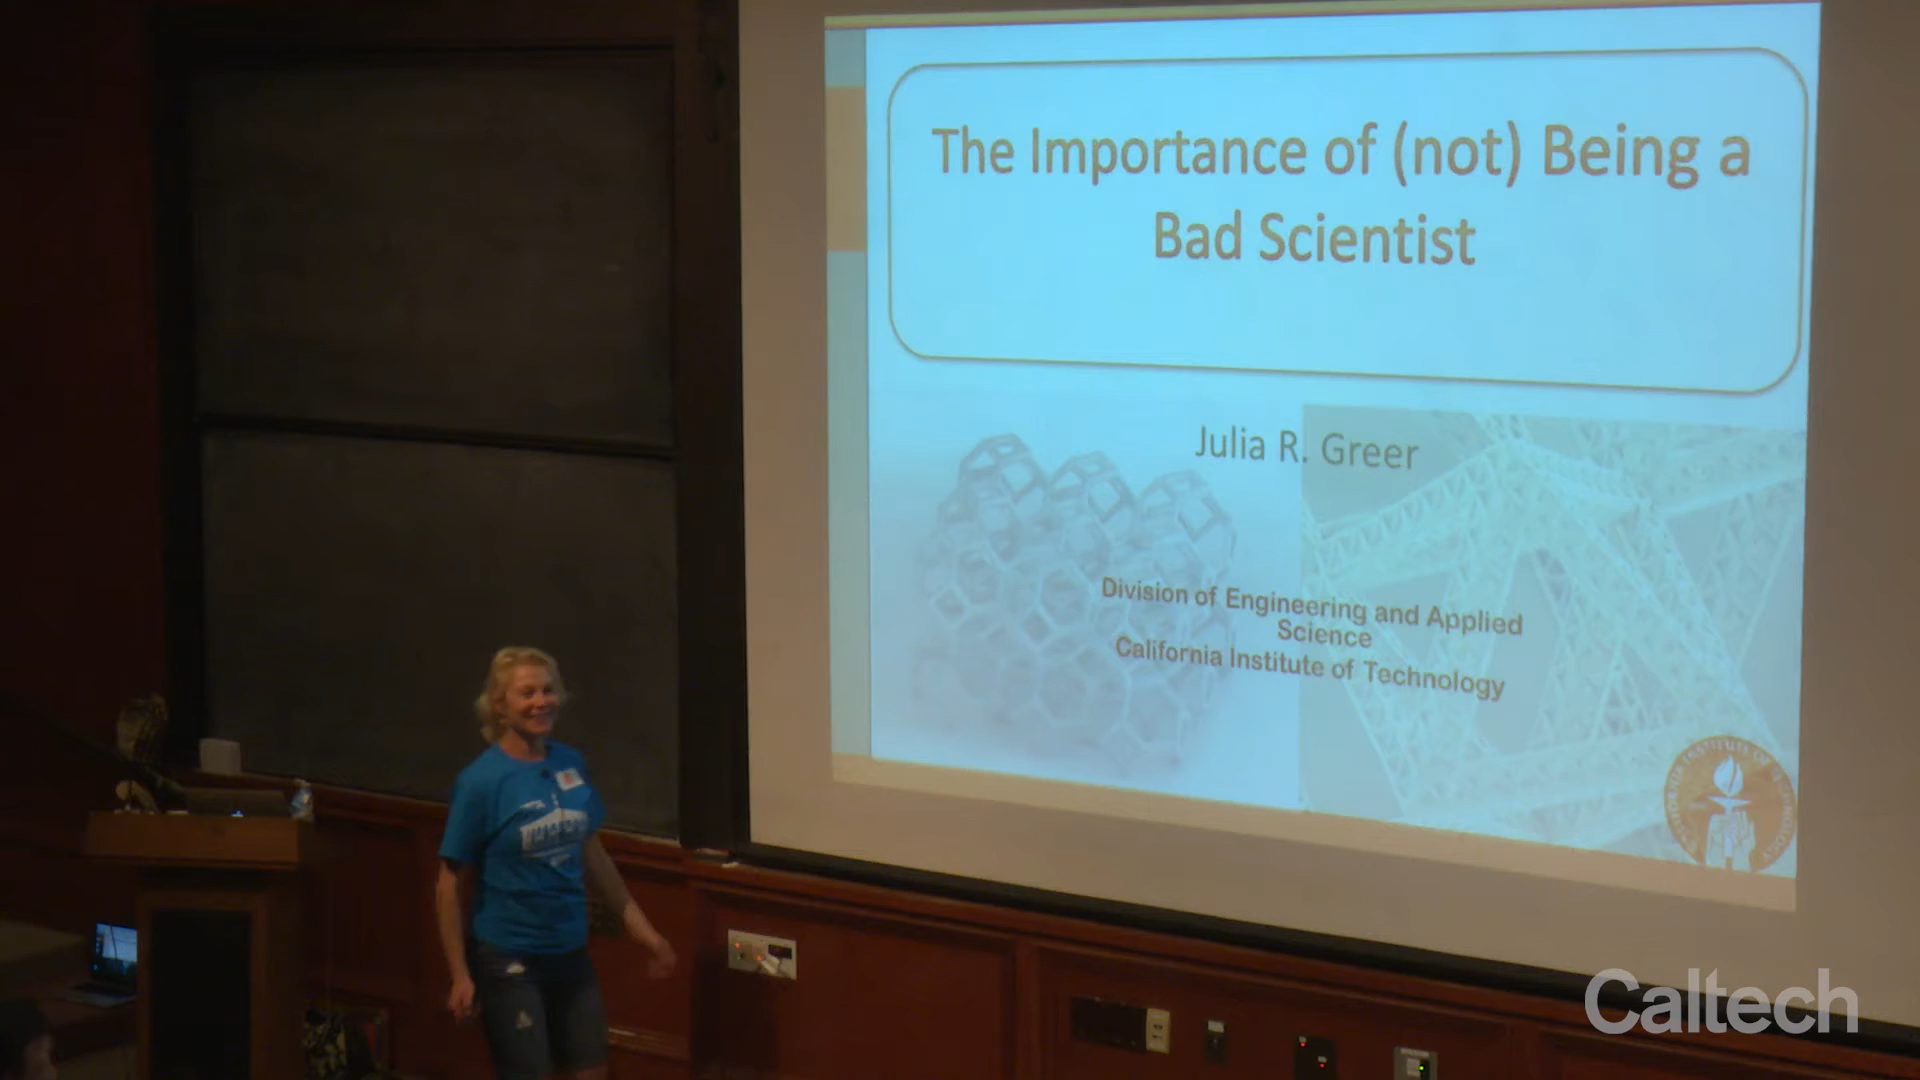 The Importance of (not) Being a
Bad Scientist
Julia R. Greer
Division of Engineering and Applied
Science
California Institute of Technology
Caltech